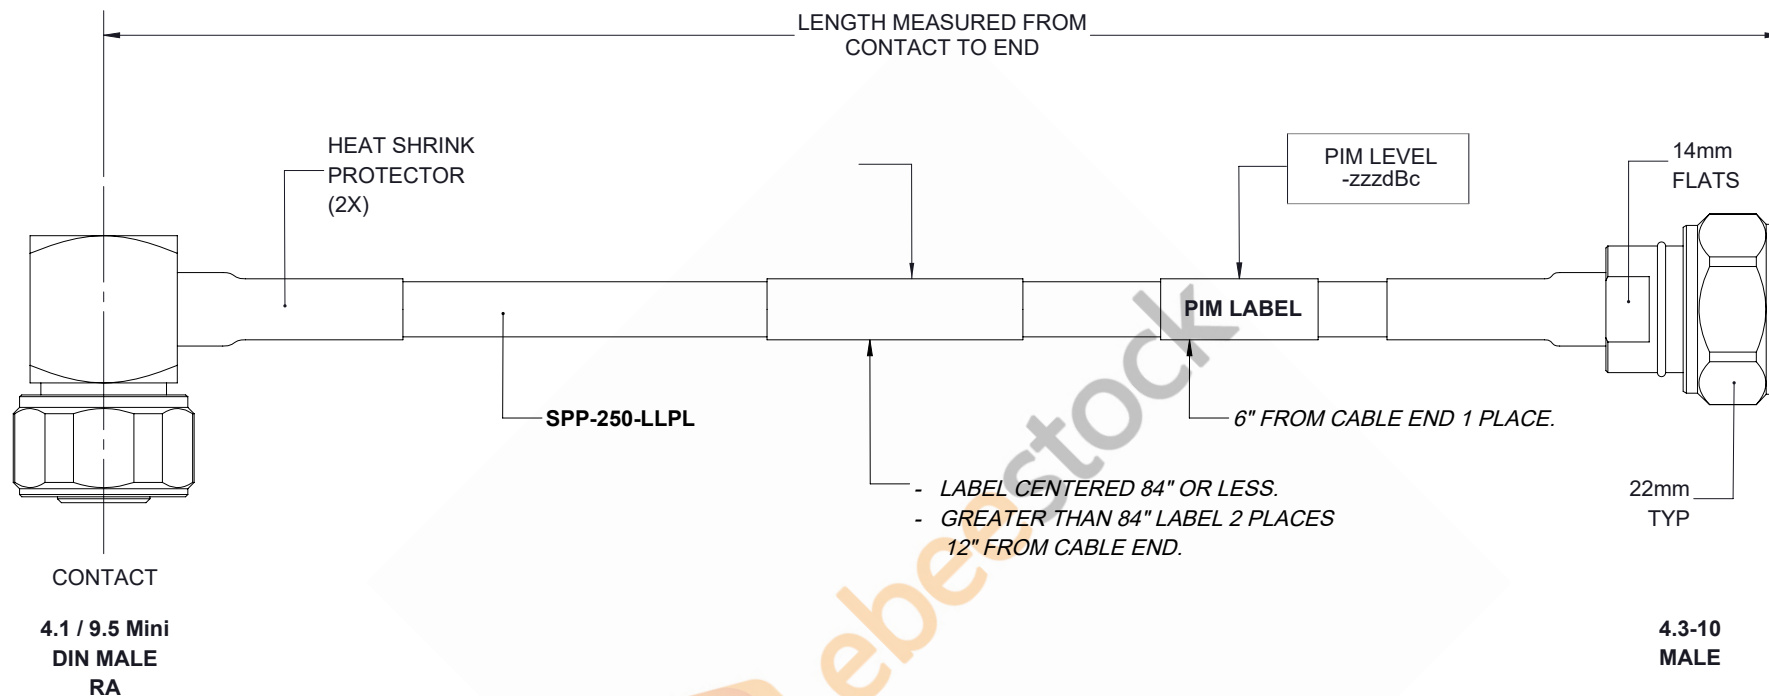 LENGTH MEASURED FROM
CONTACT TO END
HEAT SHRINK
PROTECTOR
(2X)
PIM LEVEL
-zzzdBc
14mm
FLATS
PIM LABEL
SPP-250-LLPL
6" FROM CABLE END 1 PLACE.
- LABEL CENTERED 84" OR LESS.
- GREATER THAN 84" LABEL 2 PLACES
12" FROM CABLE END.
22mm
TYP
CONTACT
4.1 / 9.5 Mini
DIN MALE
RA
4.3-10
MALE
ebeestock